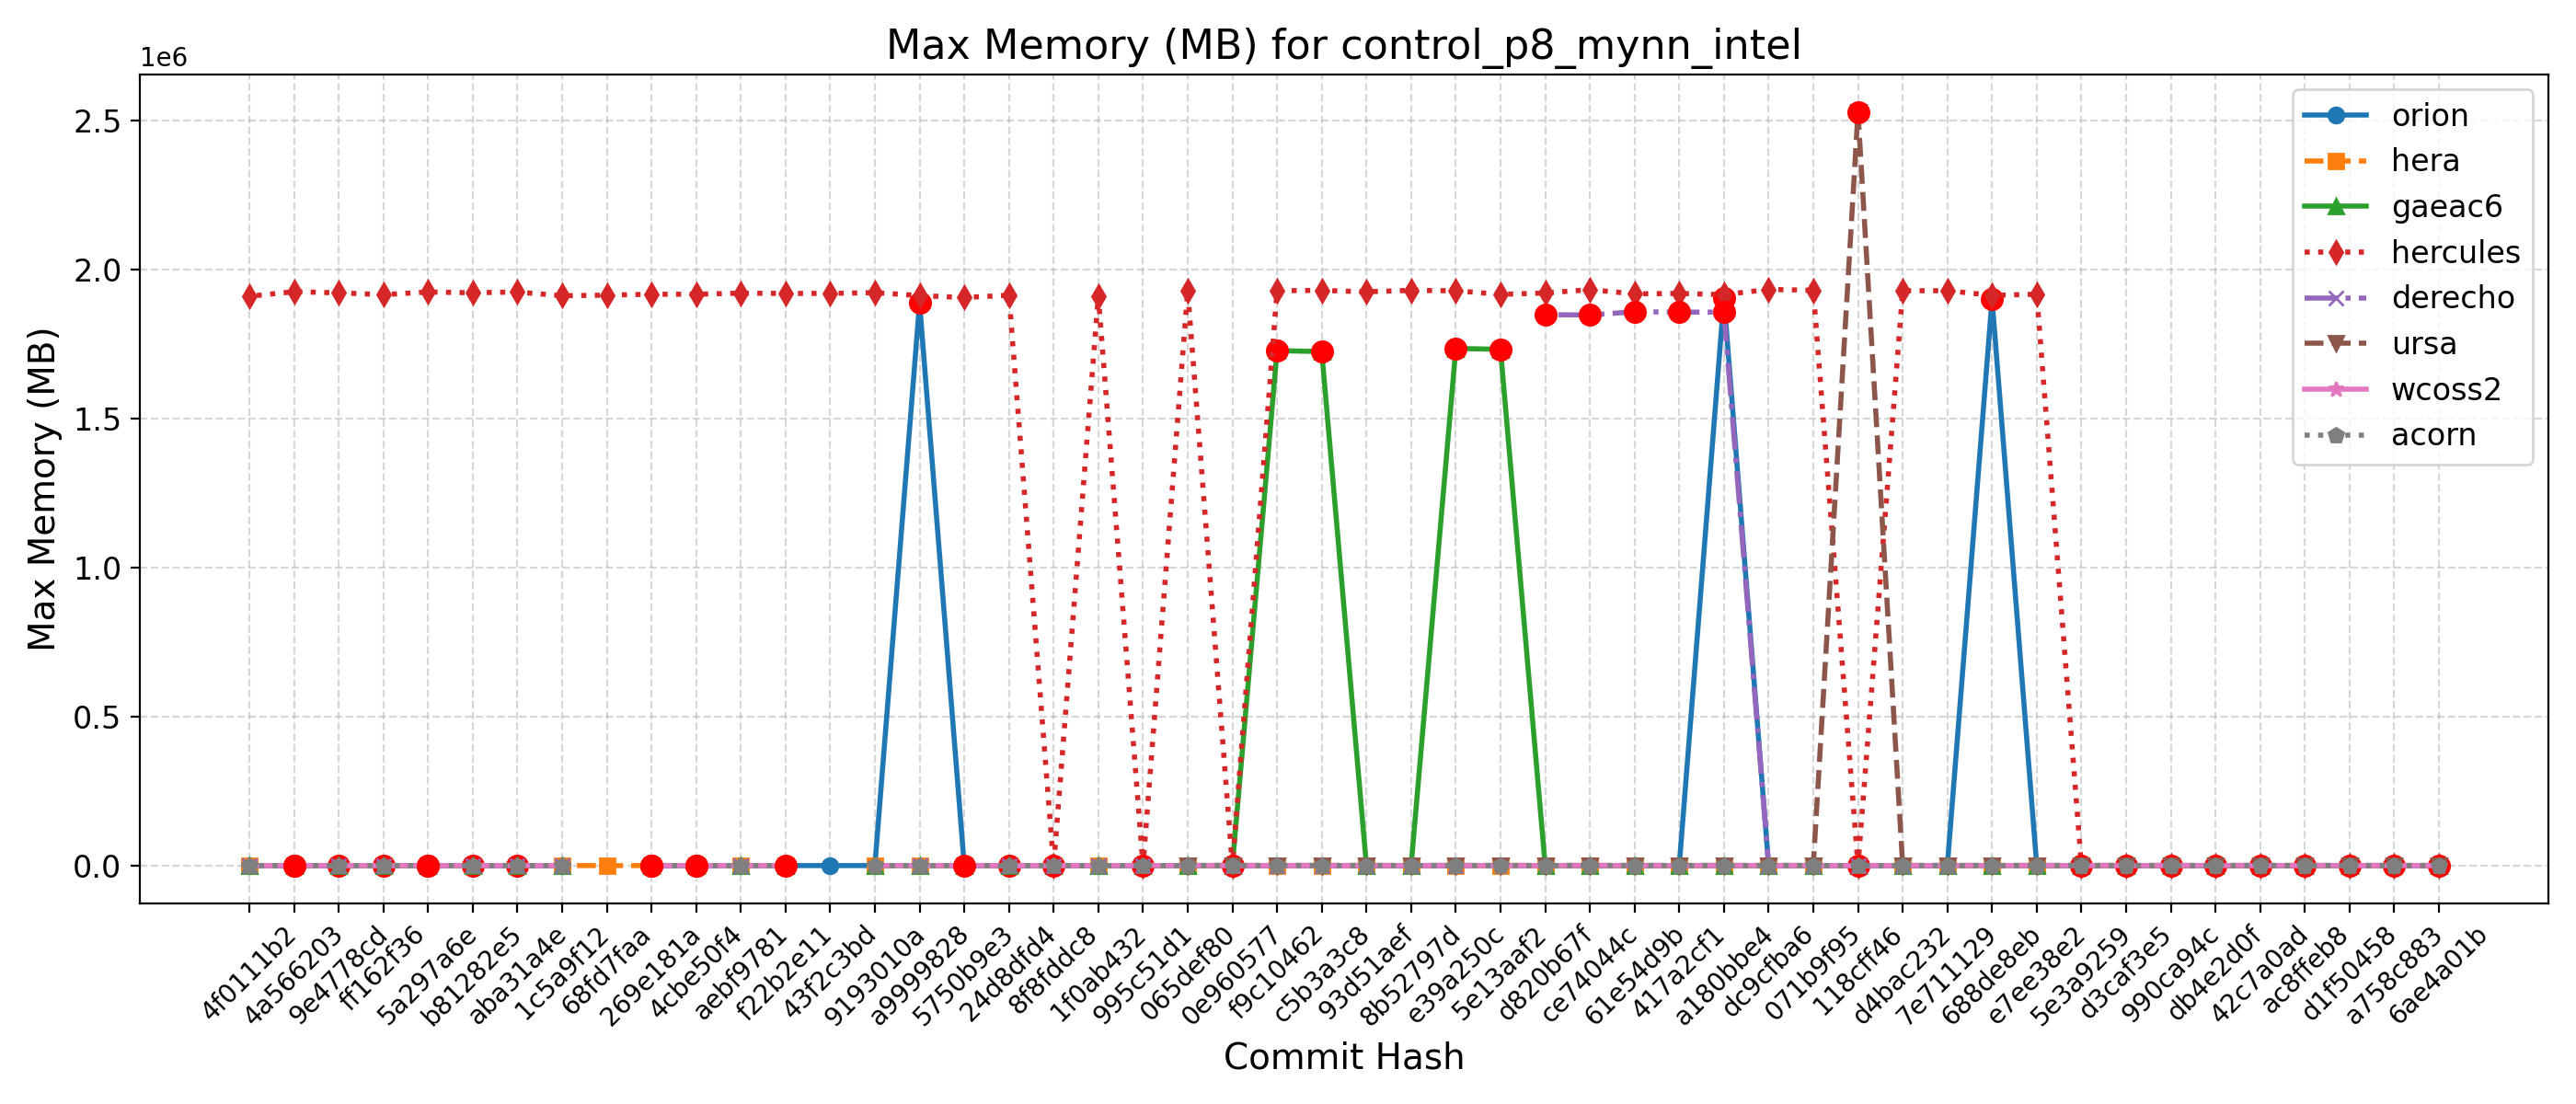 Max Memory (MB) for control_p8_mynn_intel
1e6
2.5
2.0
1.5
1.0
0.5
0.0
Max Memory (MB)
orion
hera
gaeac6
hercules
derecho
ursa
wcoss2
acorn
4f0111b2
4a566203
9e4778cd
ff162f36
5a297a6e
b81282e5
aba31a4e
1c5a9f12
68fd7faa
269e181a
4cbe50f4
aebf9781
f22b2e11
43f2c3bd
9193010a
a9999828
5750b9e3
24d8dfd4
8f8fddc8
1f0ab432
995c51d1
065def80
0e960577
f9c10462
c5b3a3c8
93d51aef
8b52797d
e39a250c
5e13aaf2
d820b67f
ce74044c
61e54d9b
417a2cf1
a180bbe4
dc9cfba6
071b9f95
118cff46
d4bac232
7e711129
688de8eb
e7ee38e2
5e3a9259
d3caf3e5
990ca94c
db4e2d0f
42c7a0ad
ac8ffeb8
d1f50458
a758c883
6ae4a01b
Commit Hash